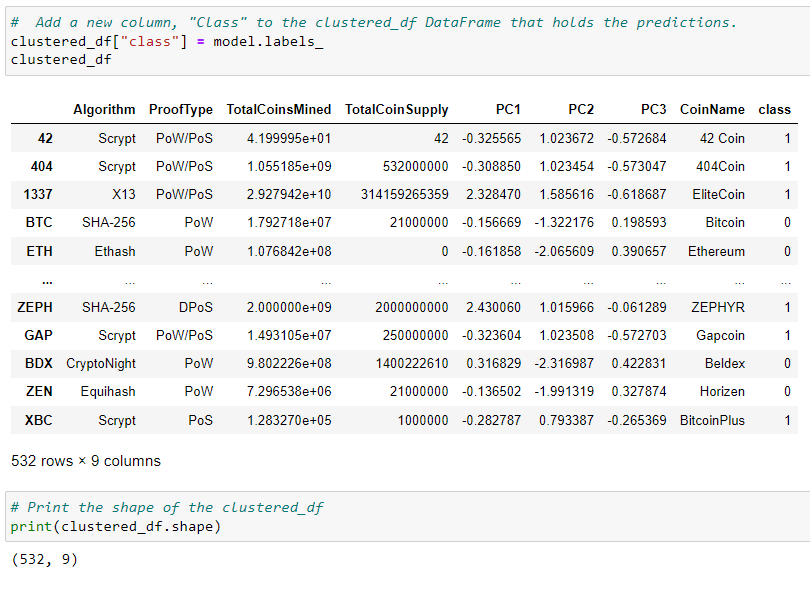 #  Add a new column, "Class" to the clustered_df DataFrame that holds the predictions.
clustered_df["class"] = model.labels_
clustered_df
Algorithm ProofType TotalCoinsMined TotalCoinSupply PC1 PC2 PC3 CoinName class
42 Scrypt PoW/PoS 4.199995e+01 42 -0.325565 1.023672 -0.572684 42 Coin 1
404 Scrypt PoW/PoS 1.055185e+09 532000000 -0.308850 1.023454 -0.573047 404Coin 1
1337 X13 PoW/PoS 2.927942e+10 314159265359 2.328470 1.585616 -0.618687 EliteCoin 1
BTC SHA-256 PoW 1.792718e+07 21000000 -0.156669 -1.322176 0.198593 Bitcoin 0
ETH Ethash PoW 1.076842e+08 0 -0.161858 -2.065609 0.390657 Ethereum 0
... ... ... ... ... ... ... ... ... ...
ZEPH SHA-256 DPoS 2.000000e+09 2000000000 2.430060 1.015966 -0.061289 ZEPHYR 1
GAP Scrypt PoW/PoS 1.493105e+07 250000000 -0.323604 1.023508 -0.572703 Gapcoin 1
BDX CryptoNight PoW 9.802226e+08 1400222610 0.316829 -2.316987 0.422831 Beldex 0
ZEN Equihash PoW 7.296538e+06 21000000 -0.136502 -1.991319 0.327874 Horizen 0
XBC Scrypt PoS 1.283270e+05 1000000 -0.282787 0.793387 -0.265369 BitcoinPlus 1
532 rows × 9 columns
# Print the shape of the clustered_df
print(clustered_df.shape)
(532, 9)